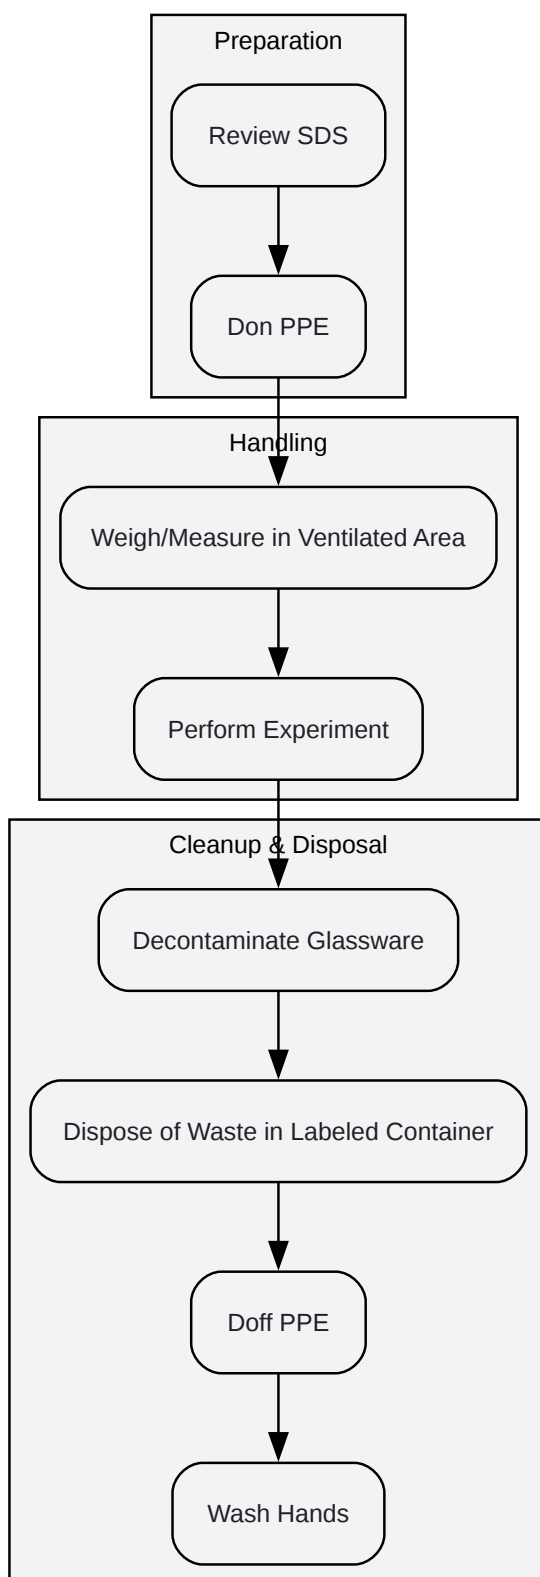 Preparation
Review SDS
Don PPE
Handling
Weigh/Measure in Ventilated Area
Perform Experiment
Cleanup & Disposal
Decontaminate Glassware
Dispose of Waste in Labeled Container
Doff PPE
Wash Hands